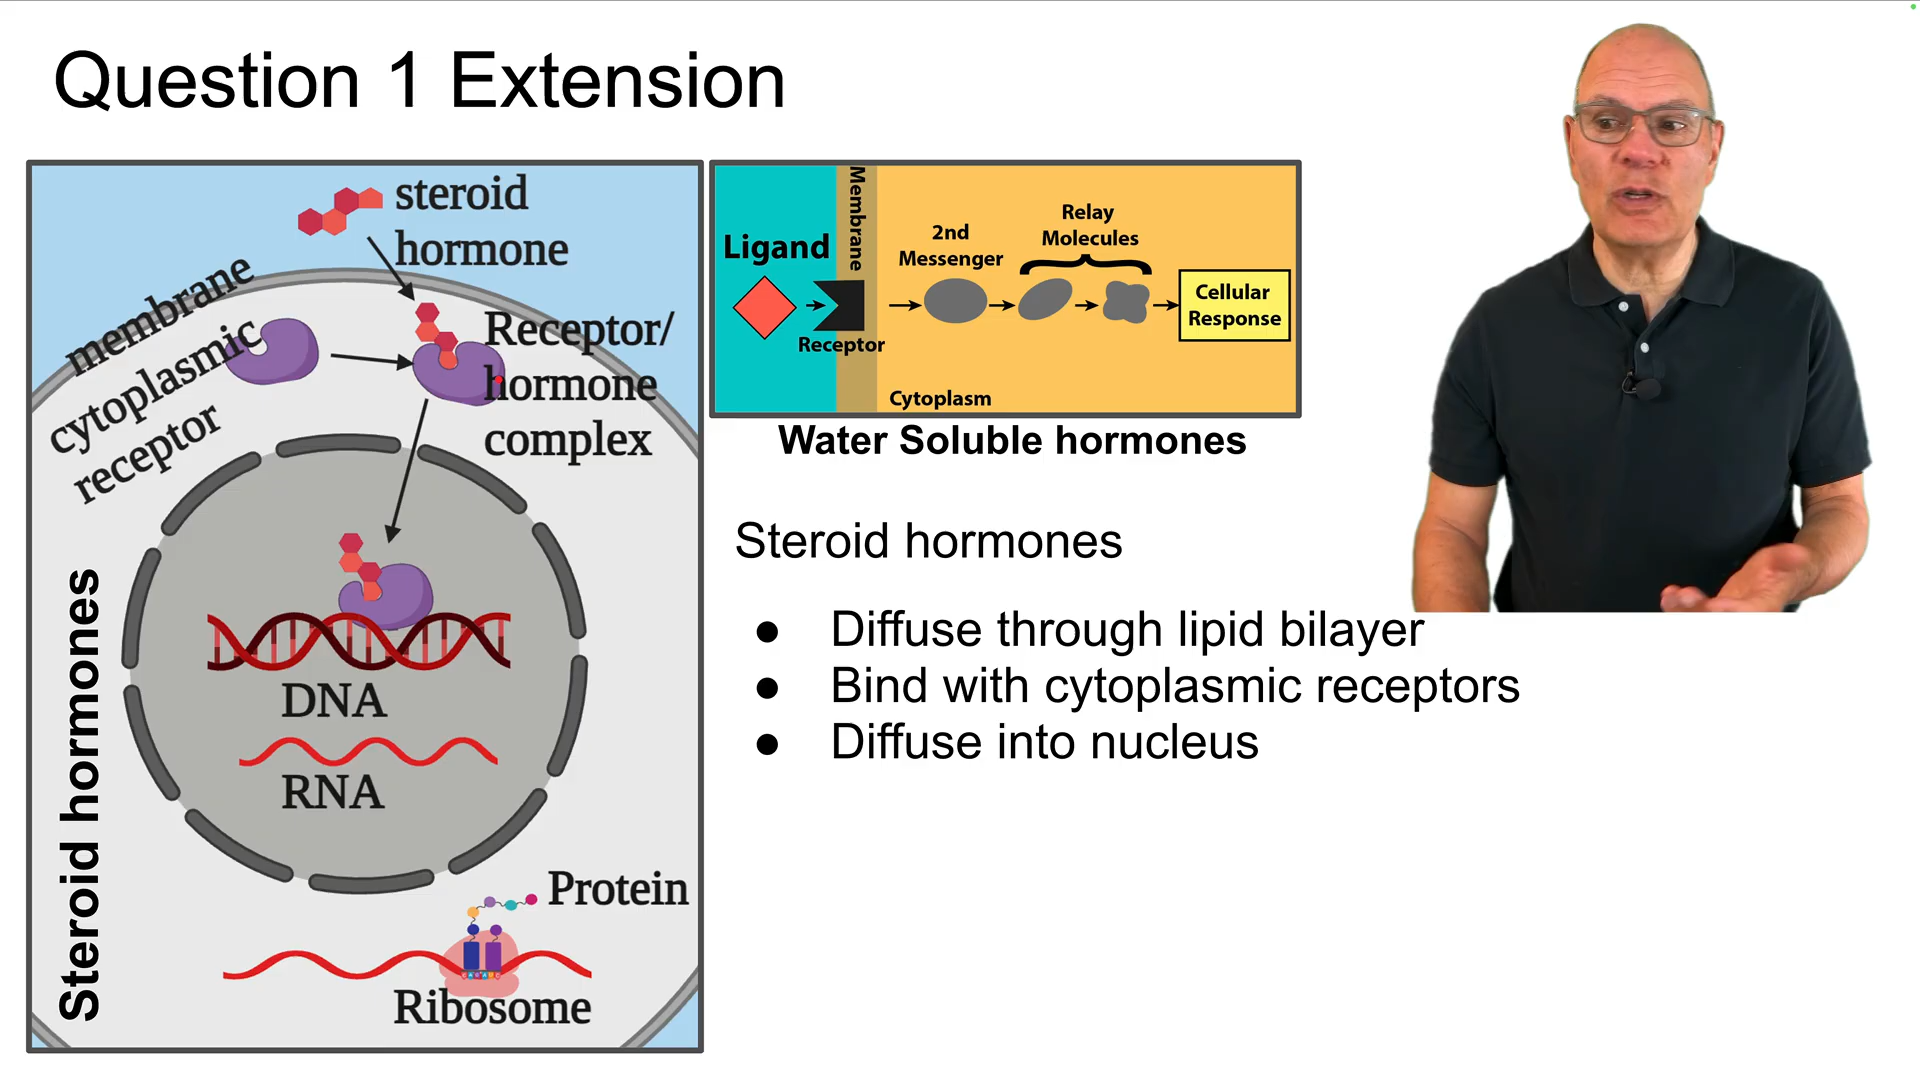 Question 1 Extension
steroid
hormone
membrane
cytoplasmic
receptor
Receptor/
hormone
complex
DNA
RNA
Protein
Ribosome
Steroid hormones
Ligand
Membrane
Receptor
2nd
Messenger
Relay
Molecules
Cellular
Response
Cytoplasm
Water Soluble hormones
Steroid hormones
● Diffuse through lipid bilayer
● Bind with cytoplasmic receptors
● Diffuse into nucleus